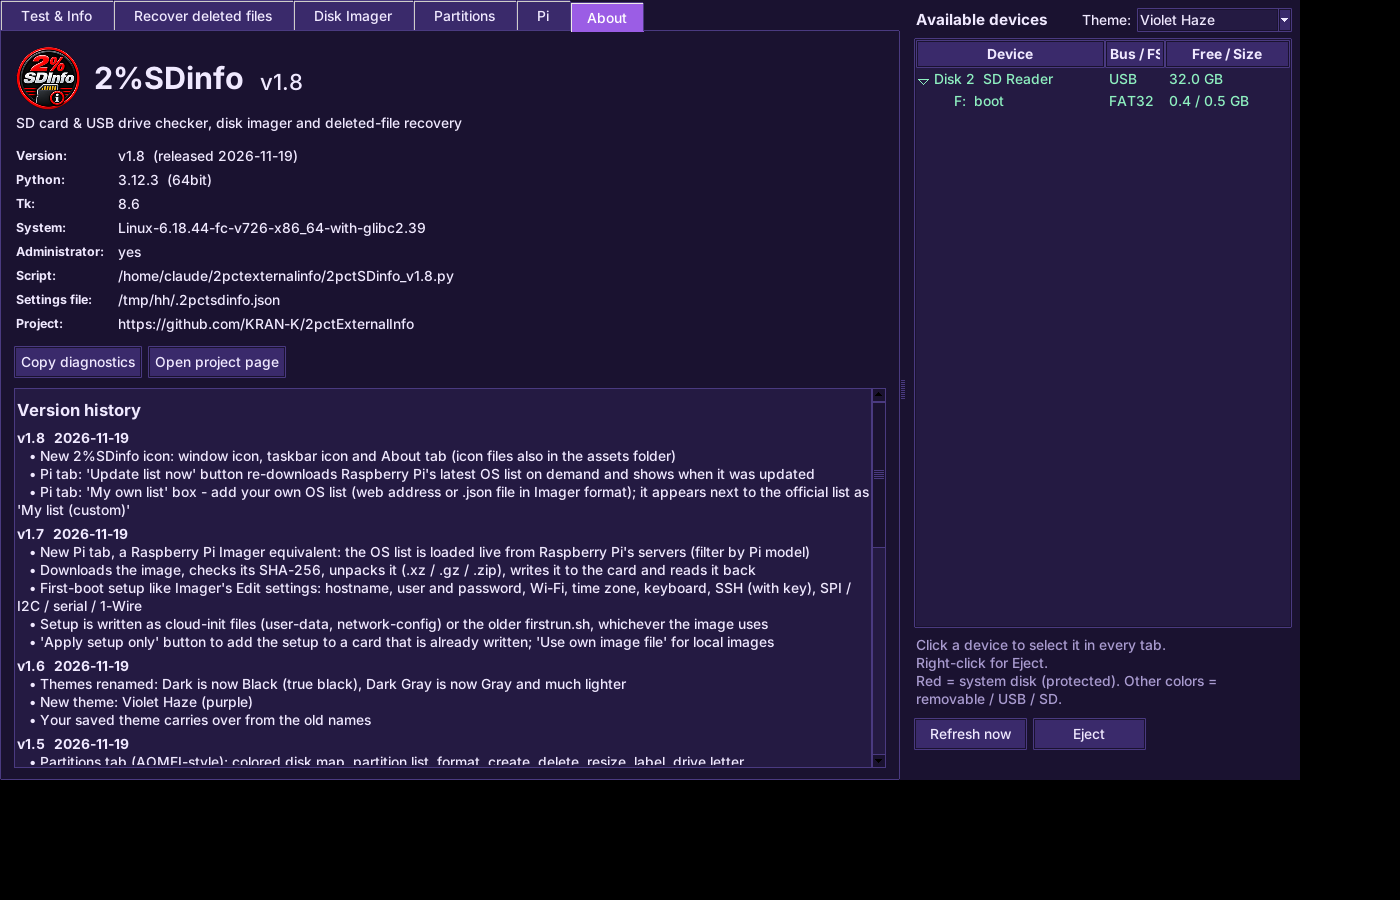 Test & Info
Recover deleted files
Disk Imager
Partitions
Pi
About
2%
SDInfo
2%SDinfo v1.8
SD card & USB drive checker, disk imager and deleted-file recovery
Version: v1.8 (released 2026-11-19)
Python: 3.12.3 (64bit)
Tk: 8.6
System: Linux-6.18.44-fc-v726-x86_64-with-glibc2.39
Administrator: yes
Script: /home/claude/2pctexternalinfo/2pctSDinfo_v1.8.py
Settings file: /tmp/hh/.2pctsdinfo.json
Project: https://github.com/KRAN-K/2pctExternalInfo
Copy diagnostics
Open project page
Version history
v1.8 2026-11-19
• New 2%SDinfo icon: window icon, taskbar icon and About tab (icon files also in the assets folder)
• Pi tab: 'Update list now' button re-downloads Raspberry Pi's latest OS list on demand and shows when it was updated
• Pi tab: 'My own list' box - add your own OS list (web address or .json file in Imager format); it appears next to the official list as
'My list (custom)'
v1.7 2026-11-19
• New Pi tab, a Raspberry Pi Imager equivalent: the OS list is loaded live from Raspberry Pi's servers (filter by Pi model)
• Downloads the image, checks its SHA-256, unpacks it (.xz / .gz / .zip), writes it to the card and reads it back
• First-boot setup like Imager's Edit settings: hostname, user and password, Wi-Fi, time zone, keyboard, SSH (with key), SPI /
I2C / serial / 1-Wire
• Setup is written as cloud-init files (user-data, network-config) or the older firstrun.sh, whichever the image uses
• 'Apply setup only' button to add the setup to a card that is already written; 'Use own image file' for local images
v1.6 2026-11-19
• Themes renamed: Dark is now Black (true black), Dark Gray is now Gray and much lighter
• New theme: Violet Haze (purple)
• Your saved theme carries over from the old names
v1.5 2026-11-19
• Partitions tab (AOMEI-style): colored disk map, partition list, format, create, delete, resize, label, drive letter
Available devices
Theme: Violet Haze
Device
Bus / FS
Free / Size
Disk 2 SD Reader USB 32.0 GB
F: boot FAT32 0.4 / 0.5 GB
Click a device to select it in every tab.
Right-click for Eject.
Red = system disk (protected). Other colors =
removable / USB / SD.
Refresh now
Eject